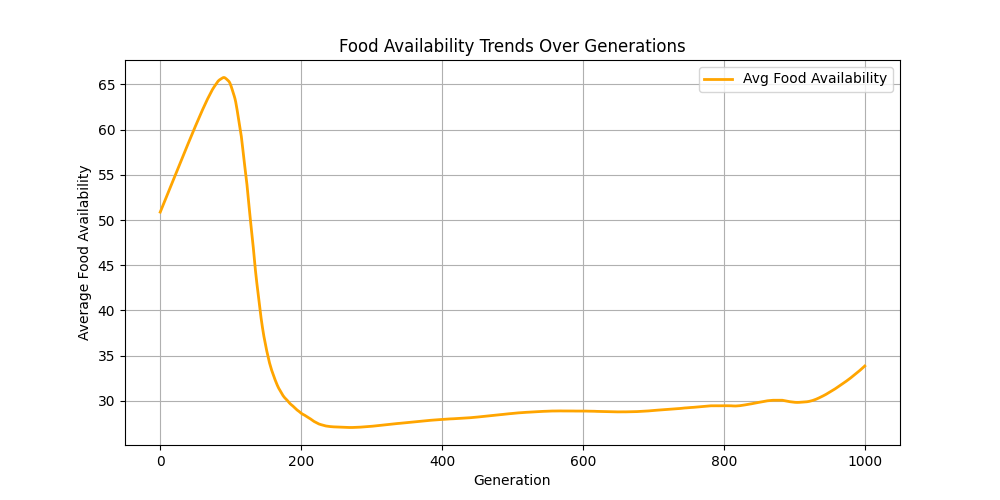 Food Availability Trends Over Generations
Avg Food Availability
Average Food Availability
65
60
55
50
45
40
35
30
0 200 400 600 800 1000
Generation